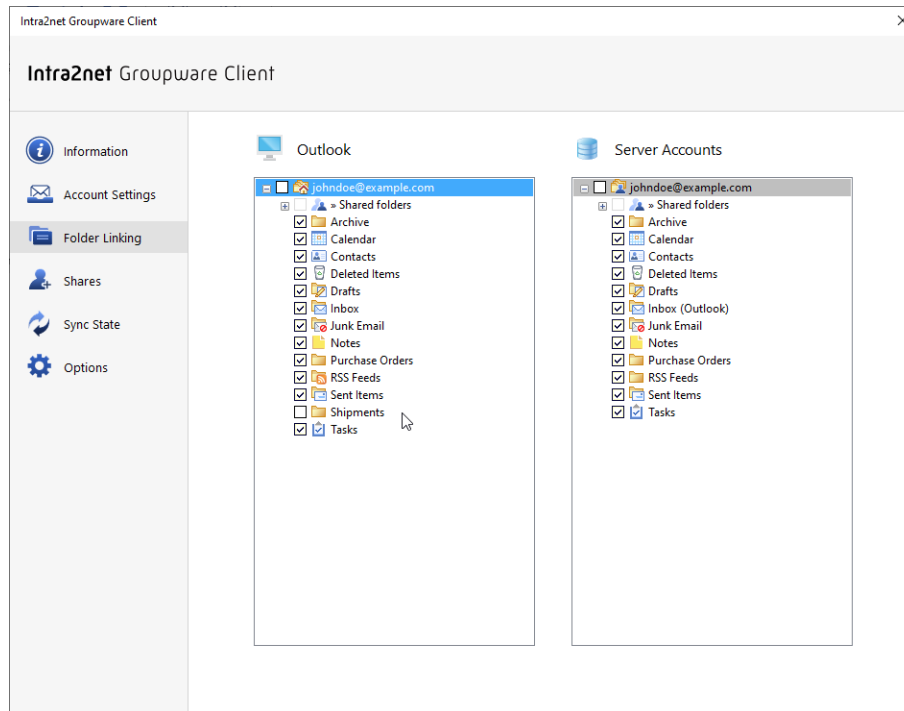 Intra2net Groupware Client
Intra2net Groupware Client
Information
Account Settings
Folder Linking
Shares
Sync State
Options
Outlook
johndoe@example.com
» Shared folders
Archive
Calendar
Contacts
Deleted Items
Drafts
Inbox
Junk Email
Notes
Purchase Orders
RSS Feeds
Sent Items
Shipments
Tasks
Server Accounts
johndoe@example.com
» Shared folders
Archive
Calendar
Contacts
Deleted Items
Drafts
Inbox (Outlook)
Junk Email
Notes
Purchase Orders
RSS Feeds
Sent Items
Tasks